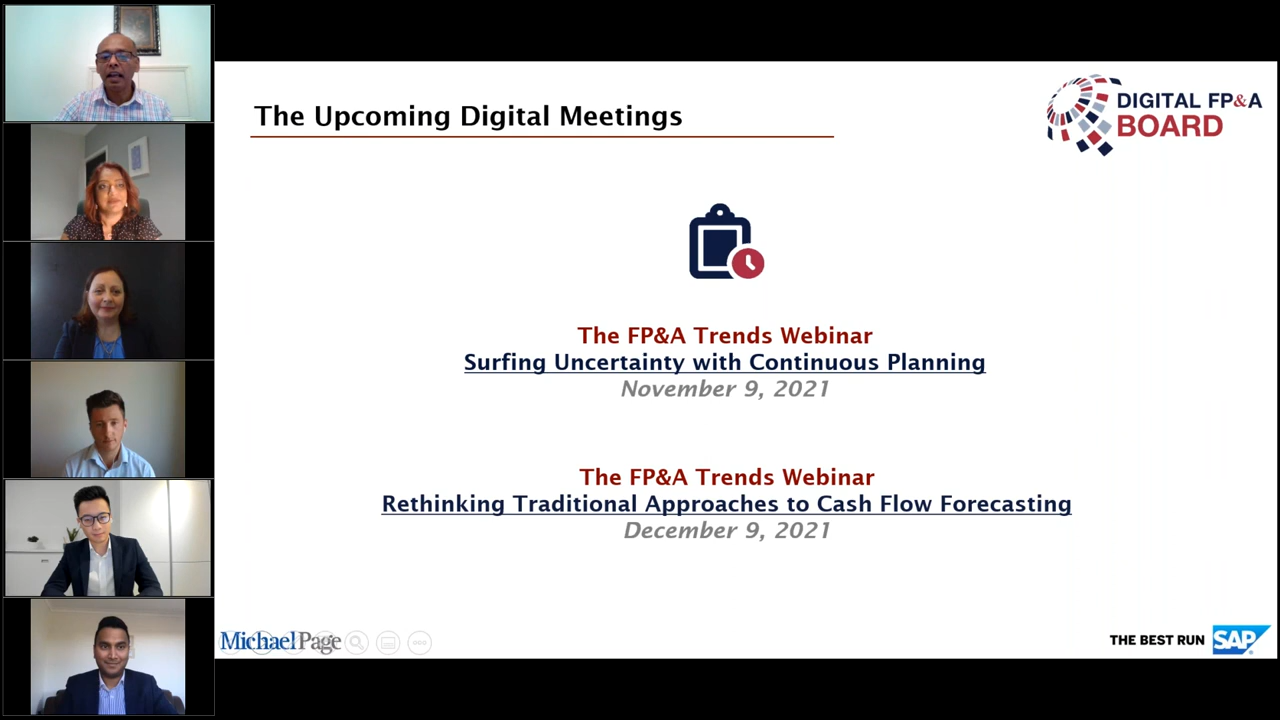 The Upcoming Digital Meetings
DIGITAL FP&A
BOARD
The FP&A Trends Webinar
Surfing Uncertainty with Continuous Planning
November 9, 2021
The FP&A Trends Webinar
Rethinking Traditional Approaches to Cash Flow Forecasting
December 9, 2021
MichaelPage
THE BEST RUN SAP